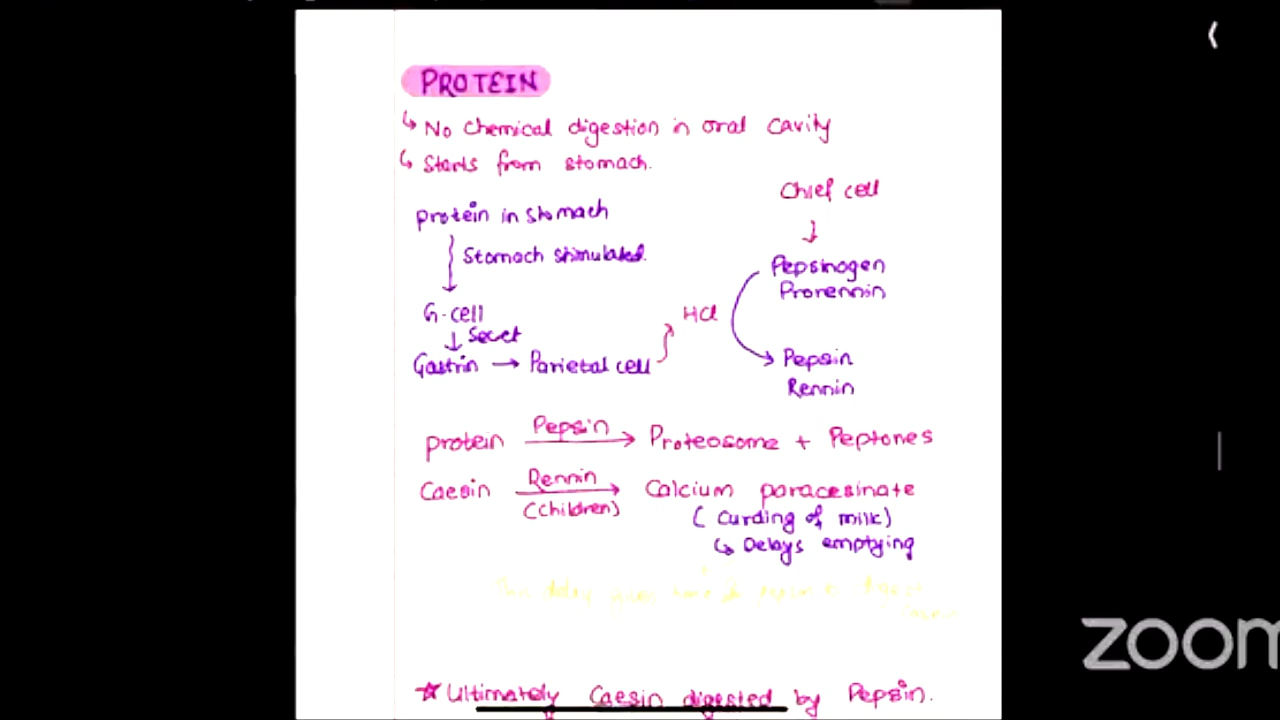 PROTEIN
↳ No chemical digestion in oral cavity
↳ Starts from stomach.
Chief cell
↓
protein in stomach
↓ Stomach stimulated.
Pepsinogen
Prorennin
G-cell
↓ Secret
HCl
Gastrin → Parietal cell
Pepsin
Rennin
protein Pepsin → Proteosome + Peptones
Caesin Rennin → Calcium paracesinate
(children)
( Curding of milk)
↳ Delays emptying
☆ Ultimately Caesin digested by Pepsin.
zoom